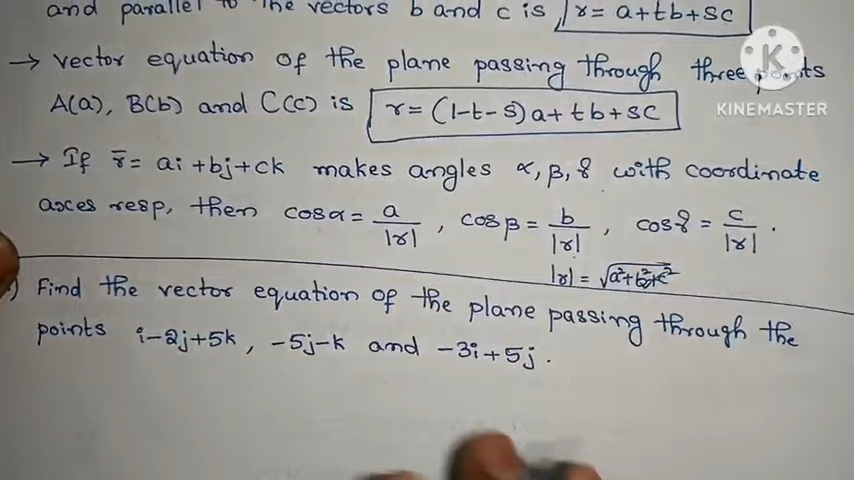 and parallel to the vectors b and c is, r = a+tb+sc
→ vector equation of the plane passing through three points
A(a), B(b) and C(c) is r = (1-t-s)a+tb+sc
KINEMASTER
→ If r̄ = ai+bj+ck makes angles α, β, γ with coordinate
axes resp, then cosα = a/|r| , cosβ = b/|r| , cosγ = c/|r| .
|r| = √a²+b²+c²
) Find the vector equation of the plane passing through the
points i-2j+5k, -5j-k and -3i+5j.